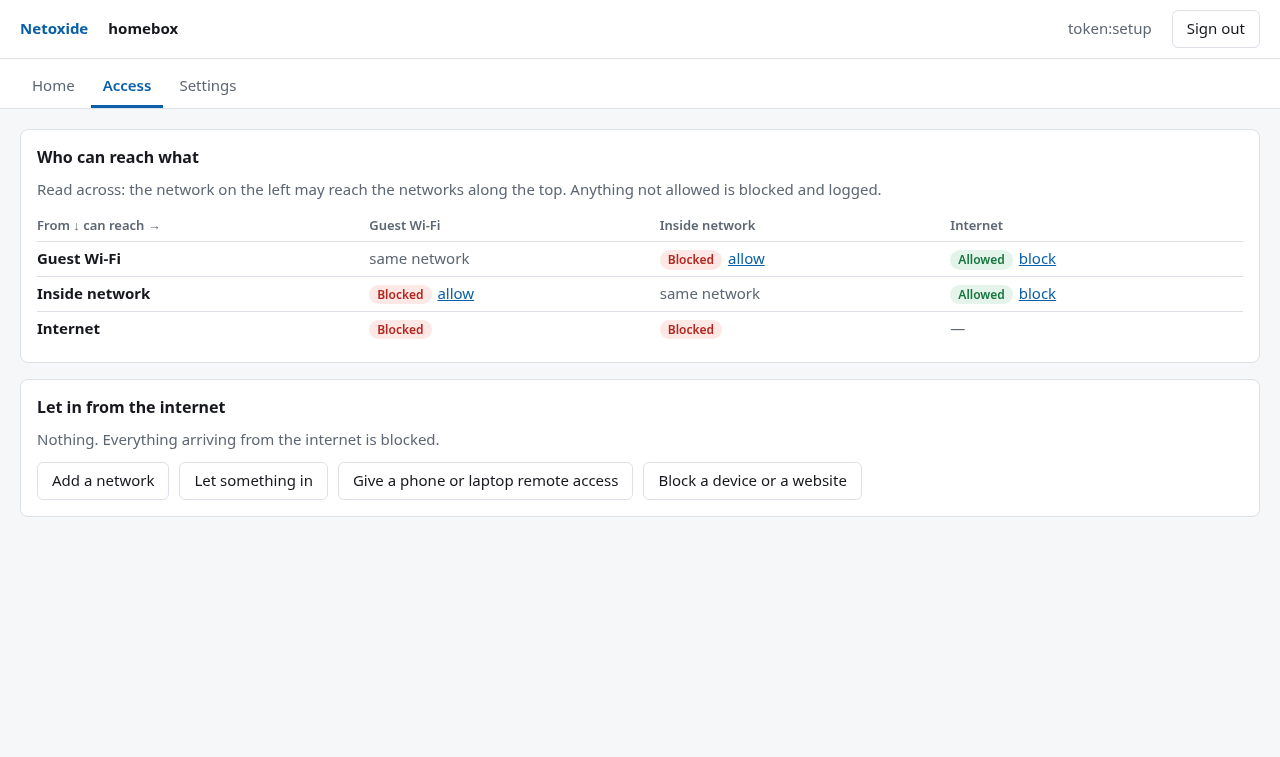 Netoxide homebox token:setup Sign out
Home Access Settings
Who can reach what
Read across: the network on the left may reach the networks along the top. Anything not allowed is blocked and logged.
From ↓ can reach → Guest Wi-Fi Inside network Internet
Guest Wi-Fi same network Blocked allow Allowed block
Inside network Blocked allow same network Allowed block
Internet Blocked Blocked —
Let in from the internet
Nothing. Everything arriving from the internet is blocked.
Add a network Let something in Give a phone or laptop remote access Block a device or a website